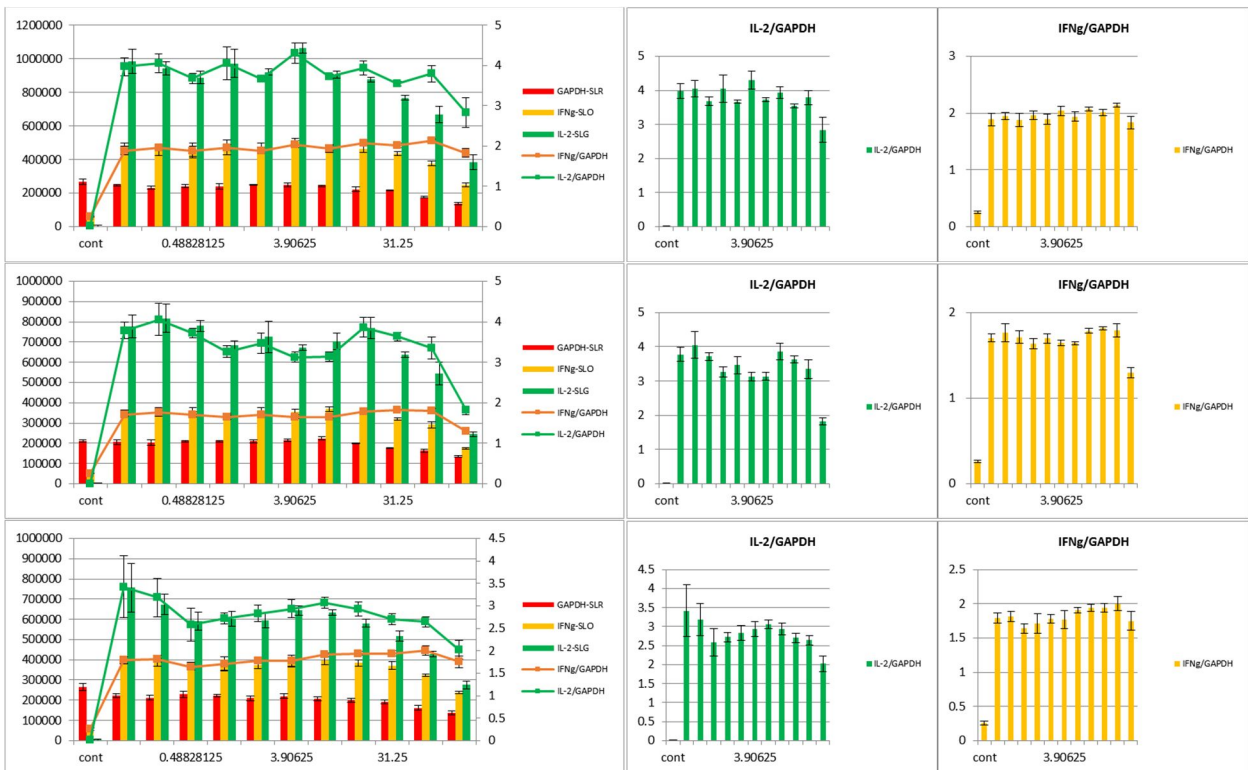 1200000
1000000
800000
600000
400000
200000
0
5
4
3
2
1
0
cont
0.48828125
3.90625
31.25
GAPDH-SLR
IFNg-SLO
IL-2-SLG
IFNg/GAPDH
IL-2/GAPDH
IL-2/GAPDH
5
4
3
2
1
0
cont
3.90625
IL-2/GAPDH
IFNg/GAPDH
3
2
1
0
cont
3.90625
IFNg/GAPDH
1000000
900000
800000
700000
600000
500000
400000
300000
200000
100000
0
5
4
3
2
1
0
cont
0.48828125
3.90625
31.25
GAPDH-SLR
IFNg-SLO
IL-2-SLG
IFNg/GAPDH
IL-2/GAPDH
IL-2/GAPDH
5
4
3
2
1
0
cont
3.90625
IL-2/GAPDH
IFNg/GAPDH
2
1
0
cont
3.90625
IFNg/GAPDH
1000000
900000
800000
700000
600000
500000
400000
300000
200000
100000
0
4.5
4
3.5
3
2.5
2
1.5
1
0.5
0
cont
0.48828125
3.90625
31.25
GAPDH-SLR
IFNg-SLO
IL-2-SLG
IFNg/GAPDH
IL-2/GAPDH
IL-2/GAPDH
4.5
4
3.5
3
2.5
2
1.5
1
0.5
0
cont
3.90625
IL-2/GAPDH
IFNg/GAPDH
2.5
2
1.5
1
0.5
0
cont
3.90625
IFNg/GAPDH